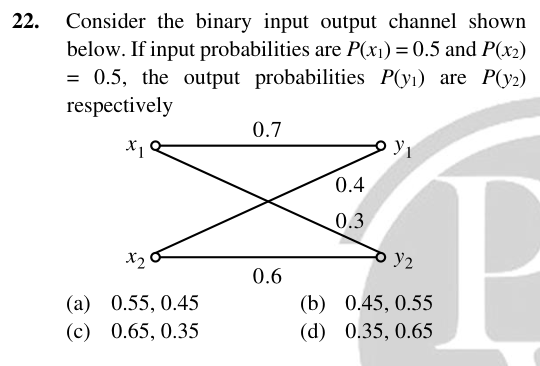 22. Consider the binary input output channel shown
below. If input probabilities are P(x₁) = 0.5 and P(x₂)
= 0.5, the output probabilities P(y₁) are P(y₂)
respectively
0.7
x₁ y₁
0.4
0.3
x₂ y₂
0.6
(a) 0.55, 0.45 (b) 0.45, 0.55
(c) 0.65, 0.35 (d) 0.35, 0.65